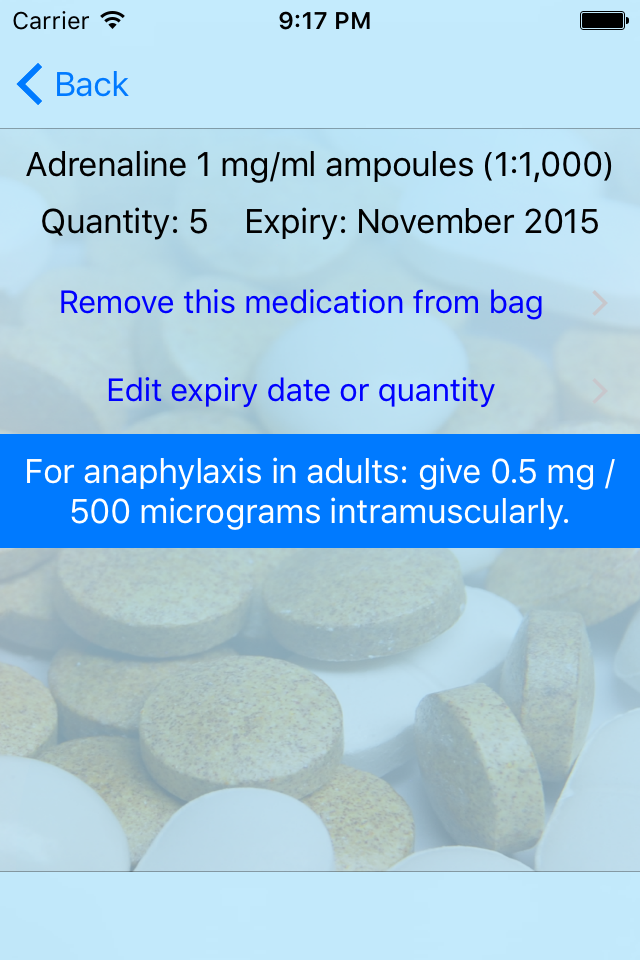 Carrier 9:17 PM
Back
Adrenaline 1 mg/ml ampoules (1:1,000)
Quantity: 5 Expiry: November 2015
Remove this medication from bag
Edit expiry date or quantity
For anaphylaxis in adults: give 0.5 mg /
500 micrograms intramuscularly.